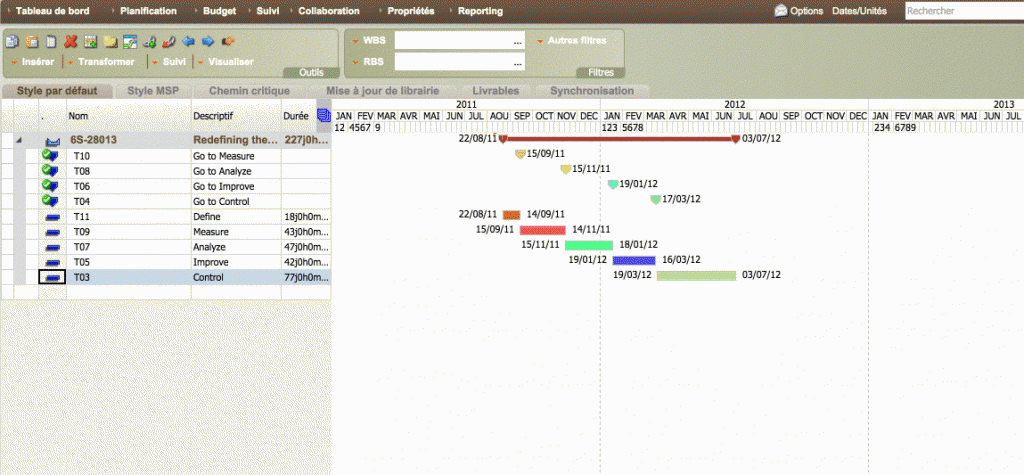 Tableau de bord Planification Budget Suivi Collaboration Propriétés Reporting Options Dates/Unités Rechercher
WBS ... Autres filtres
Insérer Transformer Suivi Visualiser RBS ...
Outils Filtres
Style par défaut Style MSP Chemin critique Mise à jour de librairie Livrables Synchronisation
2011 2012 2013
. Nom Descriptif Durée JAN FEV MAR AVR MAI JUN JUL AOU SEP OCT NOV DEC JAN FEV MAR AVR MAI JUN JUL AOU SEP OCT NOV DEC JAN FEV MAR AVR MAI JUN JUL
12 4567 9 123 5678 234 6789
6S-28013 Redefining the... 227j0h... 22/08/11 03/07/12
T10 Go to Measure 15/09/11
T08 Go to Analyze 15/11/11
T06 Go to Improve 19/01/12
T04 Go to Control 17/03/12
T11 Define 18j0h0m... 22/08/11 14/09/11
T09 Measure 43j0h0m... 15/09/11 14/11/11
T07 Analyze 47j0h0m... 15/11/11 18/01/12
T05 Improve 42j0h0m... 19/01/12 16/03/12
T03 Control 77j0h0m... 19/03/12 03/07/12